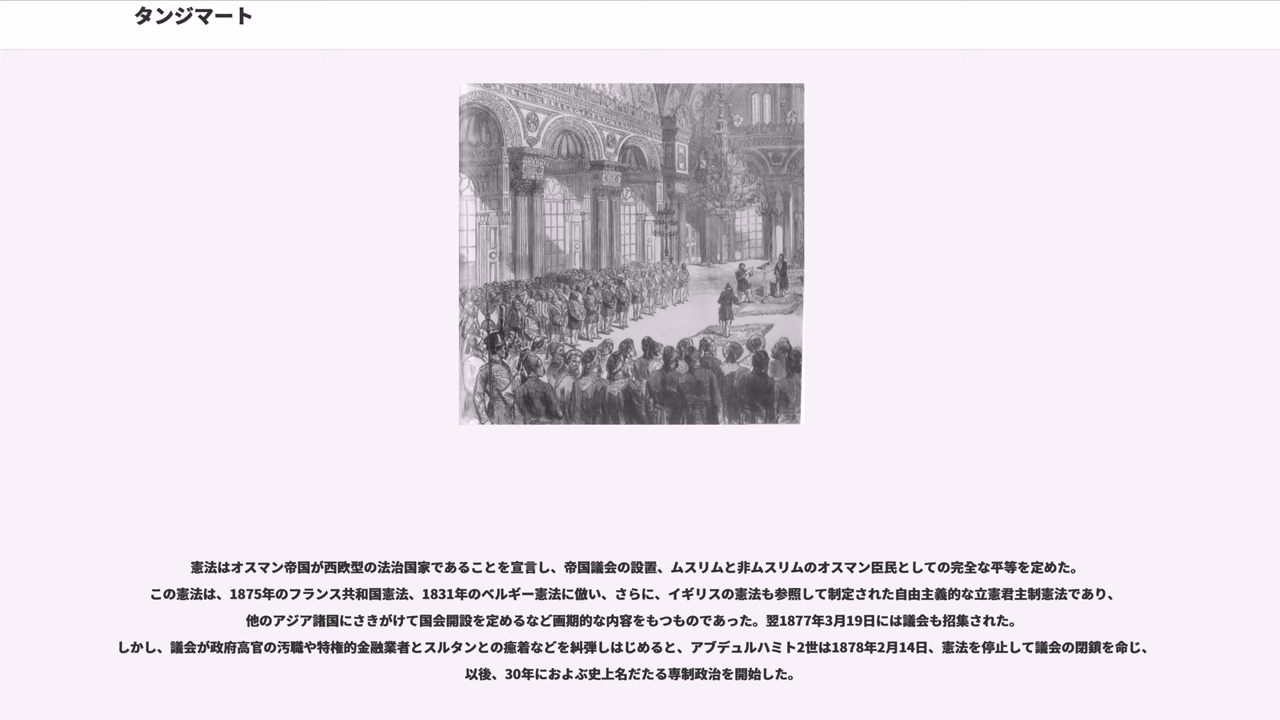 タンジマート
憲法はオスマン帝国が西欧型の法治国家であることを宣言し、帝国議会の設置、ムスリムと非ムスリムのオスマン臣民としての完全な平等を定めた。
この憲法は、1875年のフランス共和国憲法、1831年のベルギー憲法に倣い、さらに、イギリスの憲法も参照して制定された自由主義的な立憲君主制憲法であり、
他のアジア諸国にさきがけて国会開設を定めるなど画期的な内容をもつものであった。翌1877年3月19日には議会も招集された。
しかし、議会が政府高官の汚職や特権的金融業者とスルタンとの癒着などを糾弾しはじめると、アブデュルハミト2世は1878年2月14日、憲法を停止して議会の閉鎖を命じ、
以後、30年におよぶ史上名だたる専制政治を開始した。